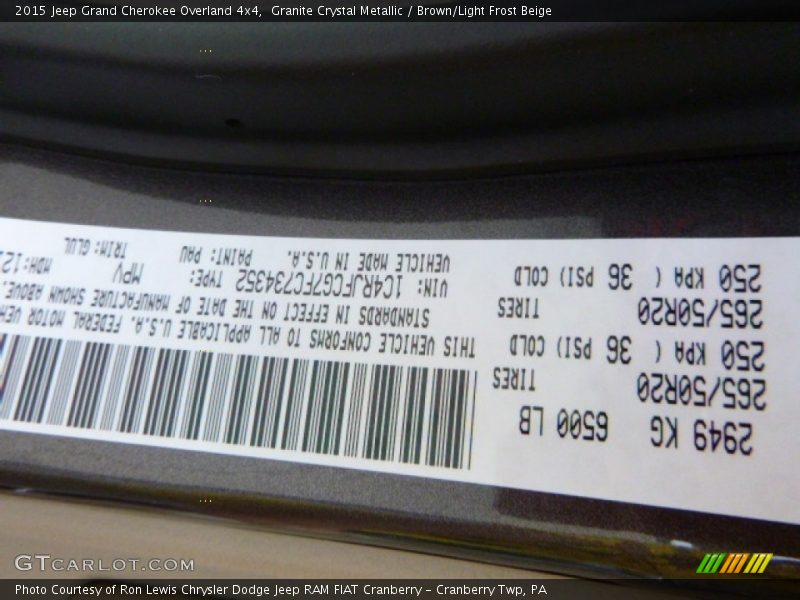 2015 Jeep Grand Cherokee Overland 4x4,  Granite Crystal Metallic / Brown/Light Frost Beige
2949 KG 6500 LB
265/50R20 TIRES
250 KPA ( 36 PSI) COLD
265/50R20 TIRES
250 KPA ( 36 PSI) COLD
THIS VEHICLE CONFORMS TO ALL APPLICABLE U.S.A. FEDERAL MOTOR
STANDARDS IN EFFECT ON THE DATE OF MANUFACTURE SHOWN ABOVE.
VIN: 1C4RJFCG7FC734352 TYPE: MPV
VEHICLE MADE IN U.S.A. PAINT: PAU TRIM: GLUL
MDH:
GTCARLOT.COM
Photo Courtesy of Ron Lewis Chrysler Dodge Jeep RAM FIAT Cranberry - Cranberry Twp, PA